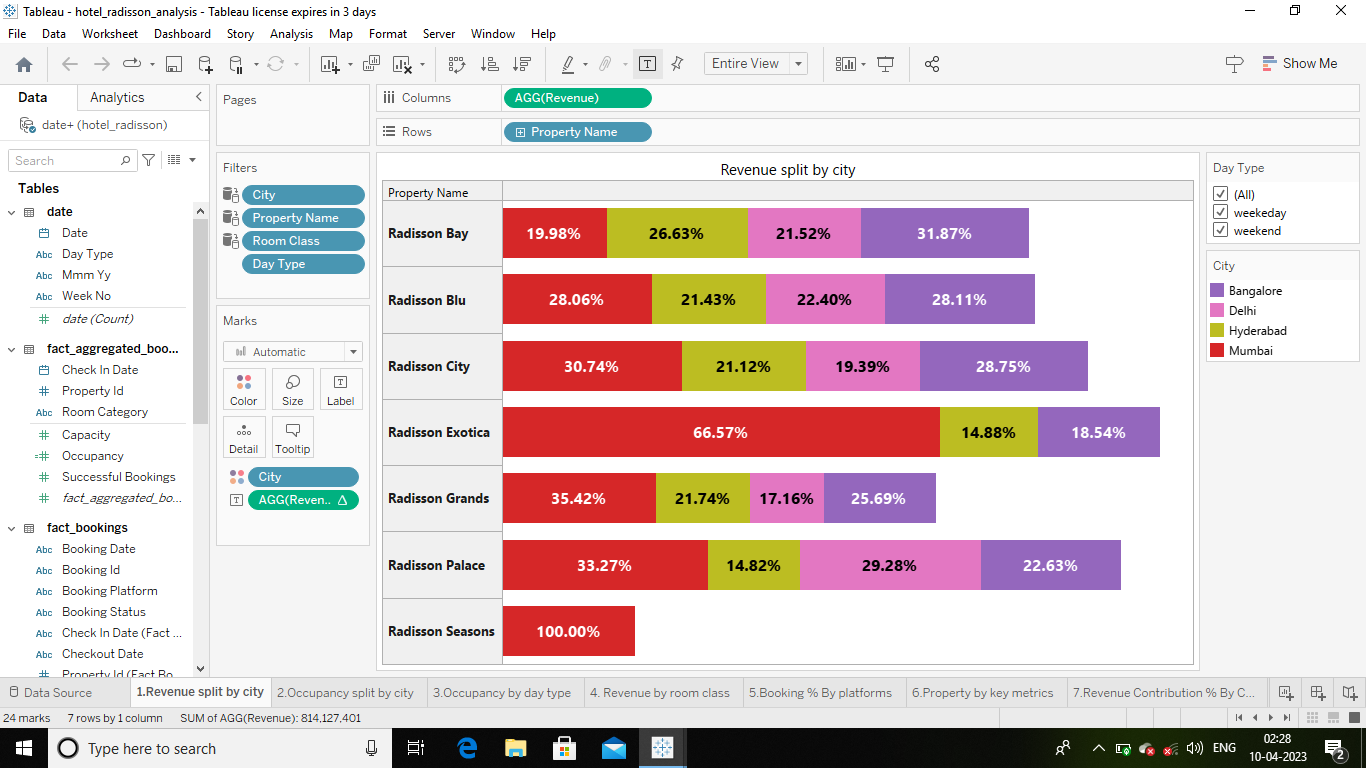 Tableau - hotel_radisson_analysis - Tableau license expires in 3 days
File Data Worksheet Dashboard Story Analysis Map Format Server Window Help
Entire View
Show Me
Data Analytics
date+ (hotel_radisson)
Search
Tables
date
Date
Abc Day Type
Abc Mmm Yy
Abc Week No
date (Count)
fact_aggregated_boo...
Check In Date
Property Id
Abc Room Category
Capacity
Occupancy
Successful Bookings
fact_aggregated_bo...
fact_bookings
Abc Booking Date
Abc Booking Id
Abc Booking Platform
Abc Booking Status
Abc Check In Date (Fact ...
Abc Checkout Date
Property Id (Fact Bo...
Pages
Filters
City
Property Name
Room Class
Day Type
Marks
Automatic
Color Size Label
Detail Tooltip
City
AGG(Reven..
Columns AGG(Revenue)
Rows Property Name
Revenue split by city
Property Name
Radisson Bay 19.98% 26.63% 21.52% 31.87%
Radisson Blu 28.06% 21.43% 22.40% 28.11%
Radisson City 30.74% 21.12% 19.39% 28.75%
Radisson Exotica 66.57% 14.88% 18.54%
Radisson Grands 35.42% 21.74% 17.16% 25.69%
Radisson Palace 33.27% 14.82% 29.28% 22.63%
Radisson Seasons 100.00%
Day Type
(All)
weekeday
weekend
City
Bangalore
Delhi
Hyderabad
Mumbai
Data Source 1.Revenue split by city 2.Occupancy split by city 3.Occupancy by day type 4. Revenue by room class 5.Booking % By platforms 6.Property by key metrics 7.Revenue Contribution % By C...
24 marks 7 rows by 1 column SUM of AGG(Revenue): 814,127,401
Type here to search
ENG
02:28
10-04-2023
2